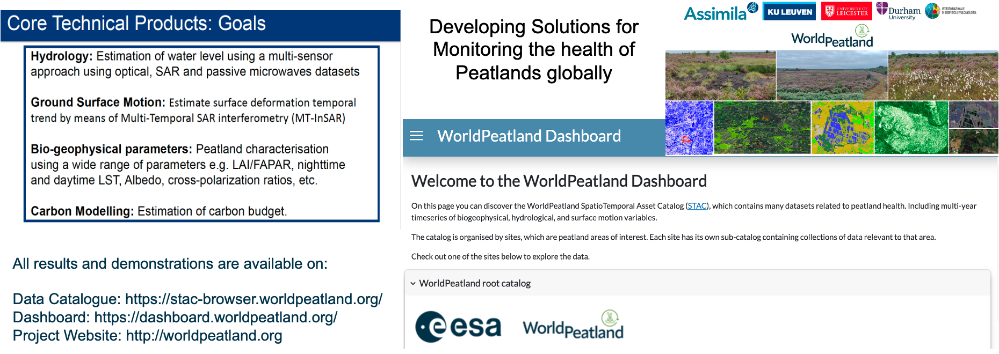 Core Technical Products: Goals
Hydrology: Estimation of water level using a multi-sensor
approach using optical, SAR and passive microwaves datasets
Ground Surface Motion: Estimate surface deformation temporal
trend by means of Multi-Temporal SAR interferometry (MT-InSAR)
Bio-geophysical parameters: Peatland characterisation
using a wide range of parameters e.g. LAI/FAPAR, nighttime
and daytime LST, Albedo, cross-polarization ratios, etc.
Carbon Modelling: Estimation of carbon budget.
All results and demonstrations are available on:
Data Catalogue: https://stac-browser.worldpeatland.org/
Dashboard: https://dashboard.worldpeatland.org/
Project Website: http://worldpeatland.org
Developing Solutions for
Monitoring the health of
Peatlands globally
Assimila
KU LEUVEN
UNIVERSITY OF
LEICESTER
Durham
University
ISTITUTO NAZIONALE
DI GEOFISICA E VULCANOLOGIA
WorldPeatland
WorldPeatland Dashboard
Welcome to the WorldPeatland Dashboard
On this page you can discover the WorldPeatland SpatioTemporal Asset Catalog (STAC), which contains many datasets related to peatland health. Including multi-year
timeseries of biogeophysical, hydrological, and surface motion variables.
The catalog is organised by sites, which are peatland areas of interest. Each site has its own sub-catalog containing collections of data relevant to that area.
Check out one of the sites below to explore the data.
WorldPeatland root catalog
esa
WorldPeatland